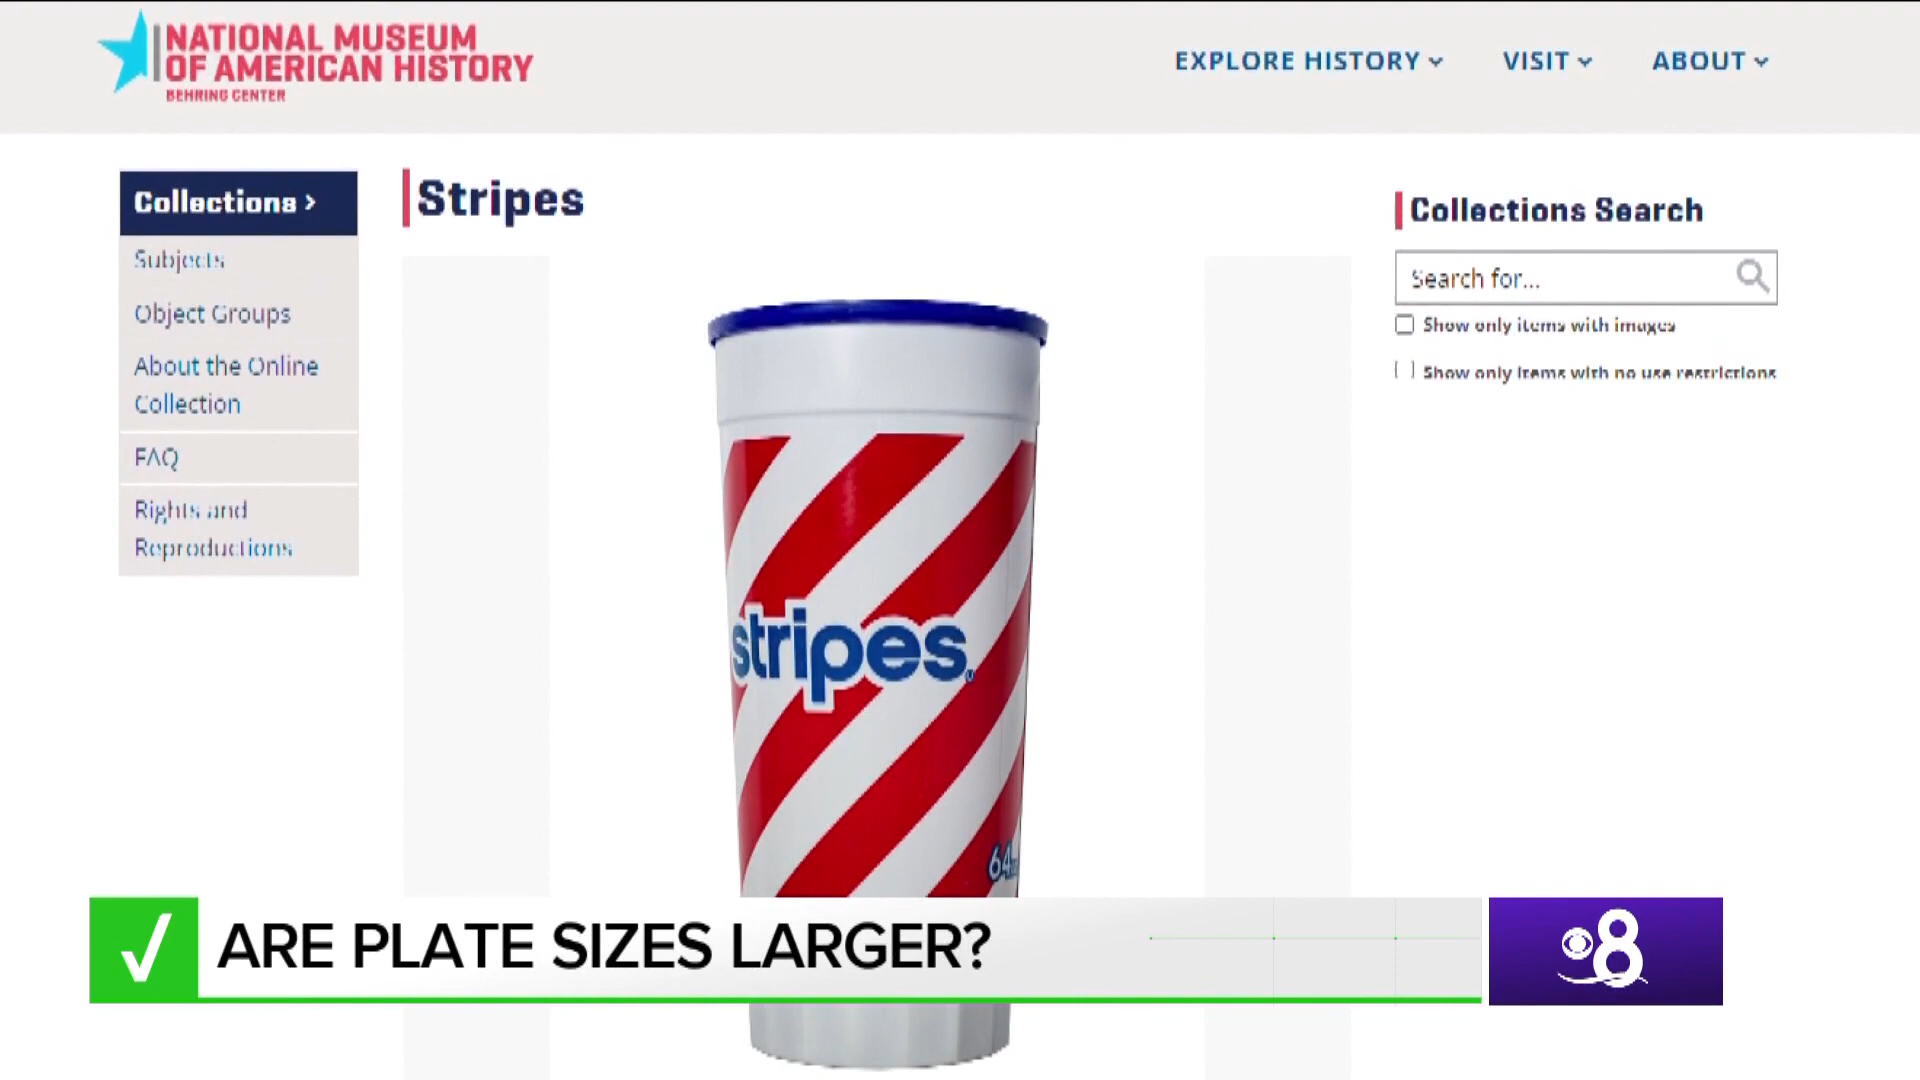 NATIONAL MUSEUM
OF AMERICAN HISTORY
BEHRING CENTER
EXPLORE HISTORY
VISIT
ABOUT
Collections >
Subjects
Object Groups
About the Online
Collection
FAQ
Rights and
Reproductions
Stripes
Collections Search
Search for...
Show only items with images
Show only items with no use restrictions
stripes
64
ARE PLATE SIZES LARGER?
8